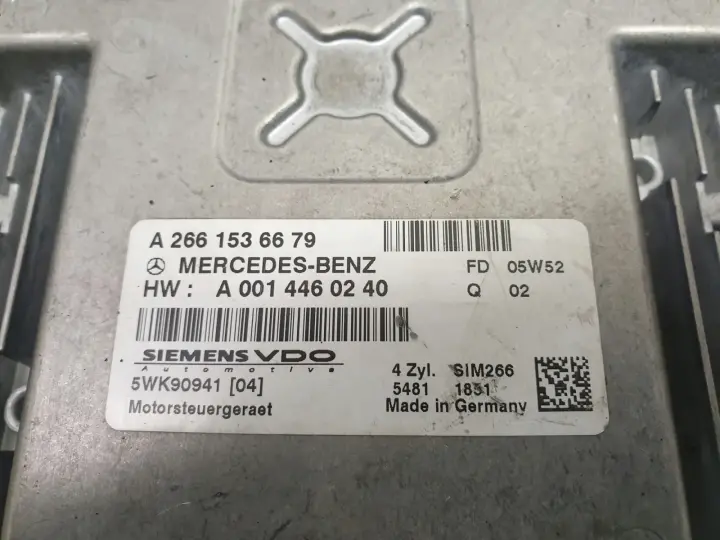 A 266 153 66 79
MERCEDES-BENZ FD 05W52
HW : A 001 446 02 40 Q 02
SIEMENS VDO
Automotive
4 Zyl. SIM266
5WK90941 [04] 5481 1851
Motorsteuergeraet Made in Germany